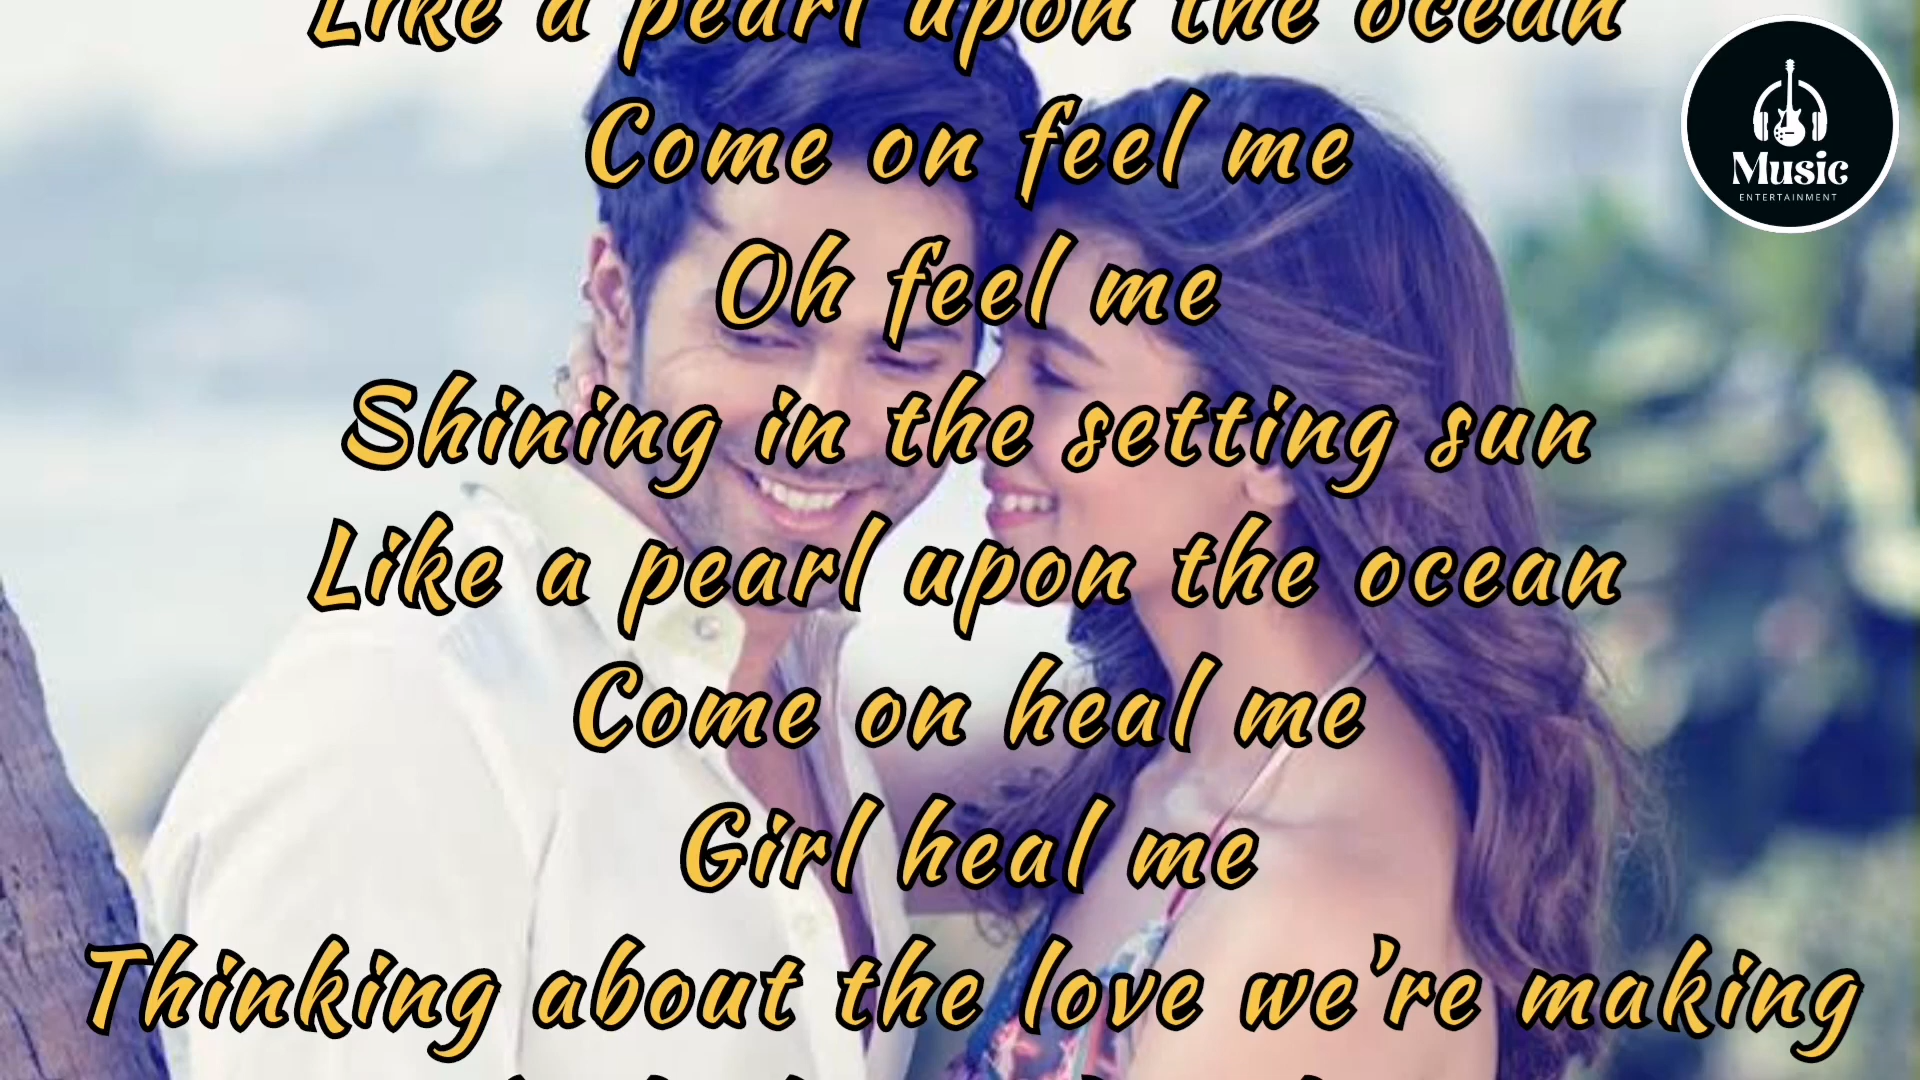 Like a pearl upon the ocean
Come on feel me
Oh feel me
Shining in the setting sun
Like a pearl upon the ocean
Come on heal me
Girl heal me
Thinking about the love we're making
Music
ENTERTAINMENT